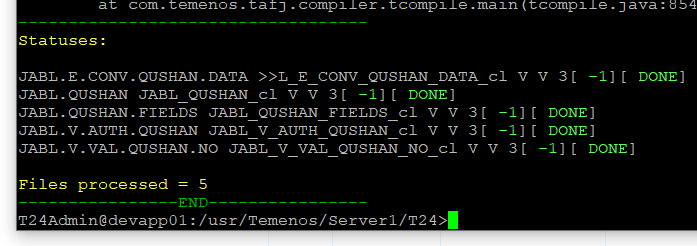 at com.temenos.tafj.compiler.tcompile.main(tcompile.java:854
-----------------------------------
Statuses:
JABL.E.CONV.QUSHAN.DATA >>L_E_CONV_QUSHAN_DATA_cl V V 3[ -1][ DONE]
JABL.QUSHAN JABL_QUSHAN_cl V V 3[ -1][ DONE]
JABL.QUSHAN.FIELDS JABL_QUSHAN_FIELDS_cl V V 3[ -1][ DONE]
JABL.V.AUTH.QUSHAN JABL_V_AUTH_QUSHAN_cl V V 3[ -1][ DONE]
JABL.V.VAL.QUSHAN.NO JABL_V_VAL_QUSHAN_NO_cl V V 3[ -1][ DONE]
Files processed = 5
----------------END----------------
T24Admin@devapp01:/usr/Temenos/Server1/T24>